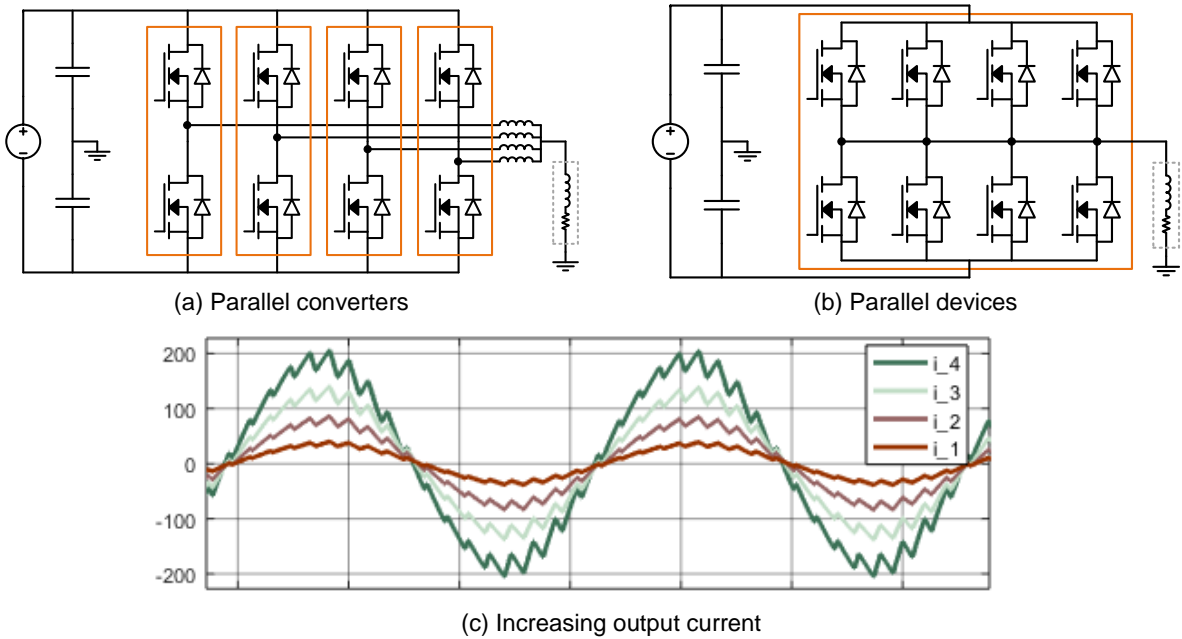 +
−
+
−
(a) Parallel converters
(b) Parallel devices
200
100
0
-100
-200
i_4
i_3
i_2
i_1
(c) Increasing output current